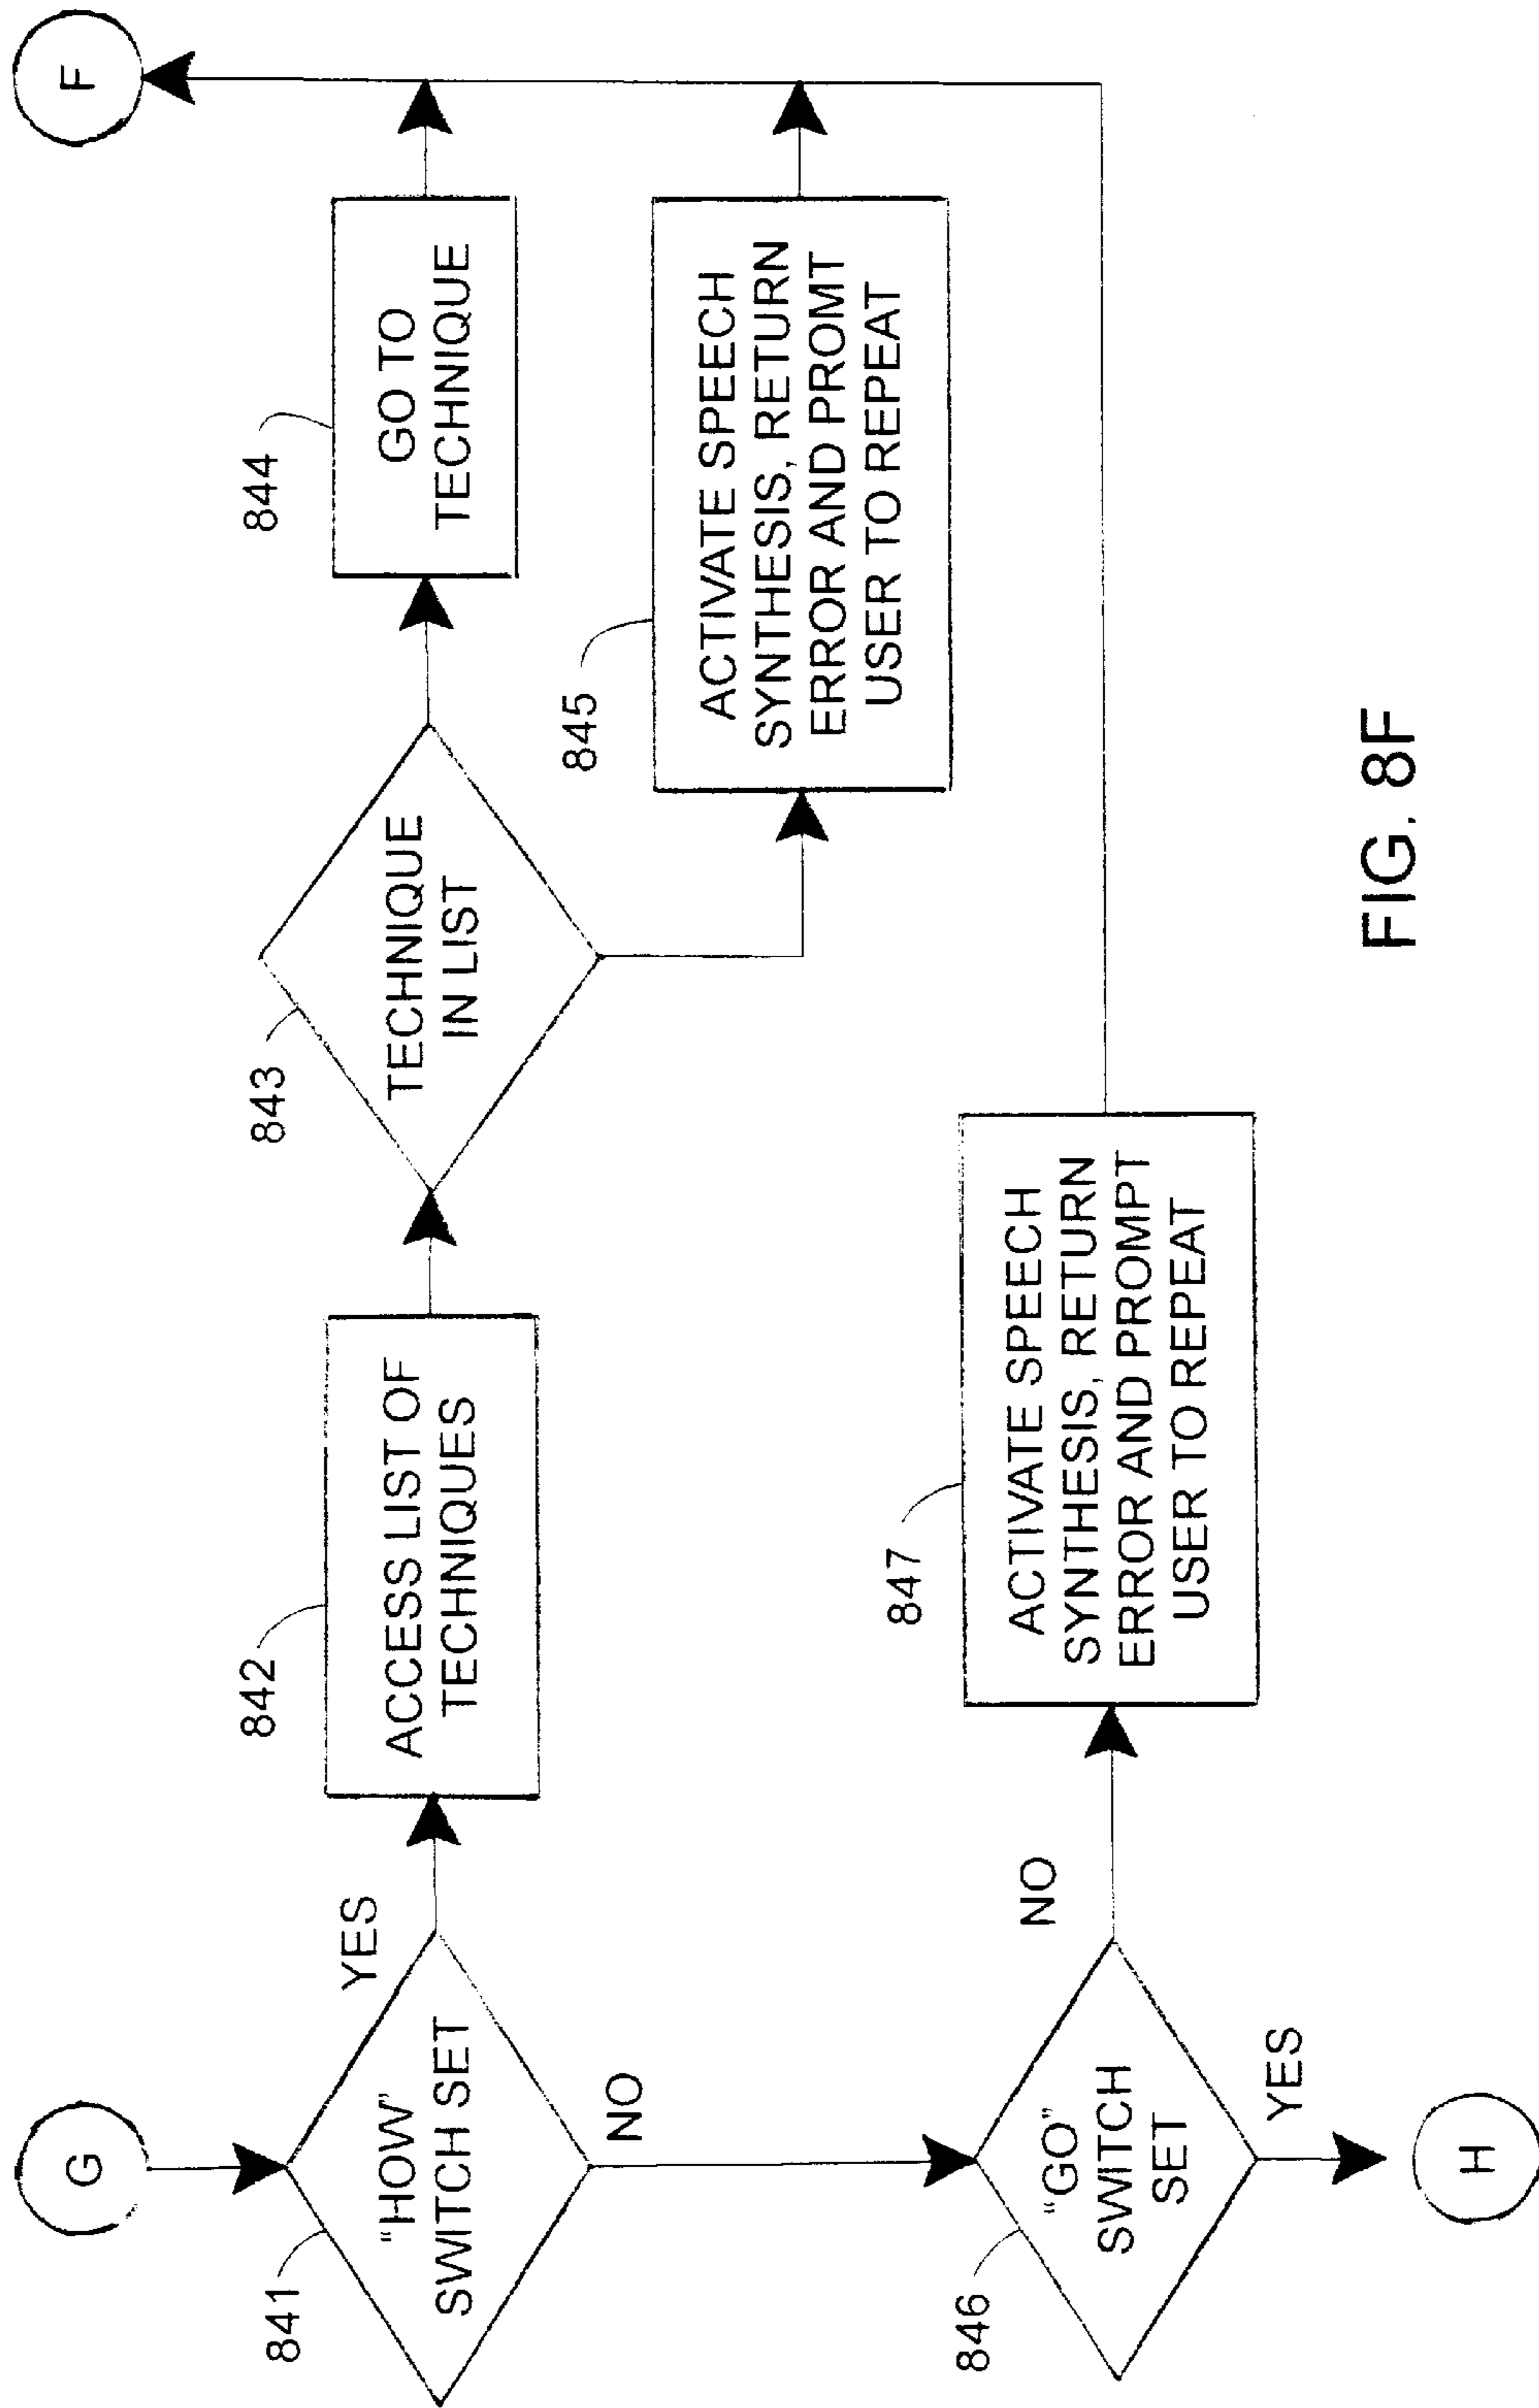 G
841
"HOW"
SWITCH SET
YES
NO
842
ACCESS LIST OF
TECHNIQUES
843
TECHNIQUE
IN LIST
844
GO TO
TECHNIQUE
F
845
ACTIVATE SPEECH
SYNTHESIS, RETURN
ERROR AND PROMT
USER TO REPEAT
846
"GO"
SWITCH
SET
NO
YES
847
ACTIVATE SPEECH
SYNTHESIS, RETURN
ERROR AND PROMPT
USER TO REPEAT
H
FIG. 8F